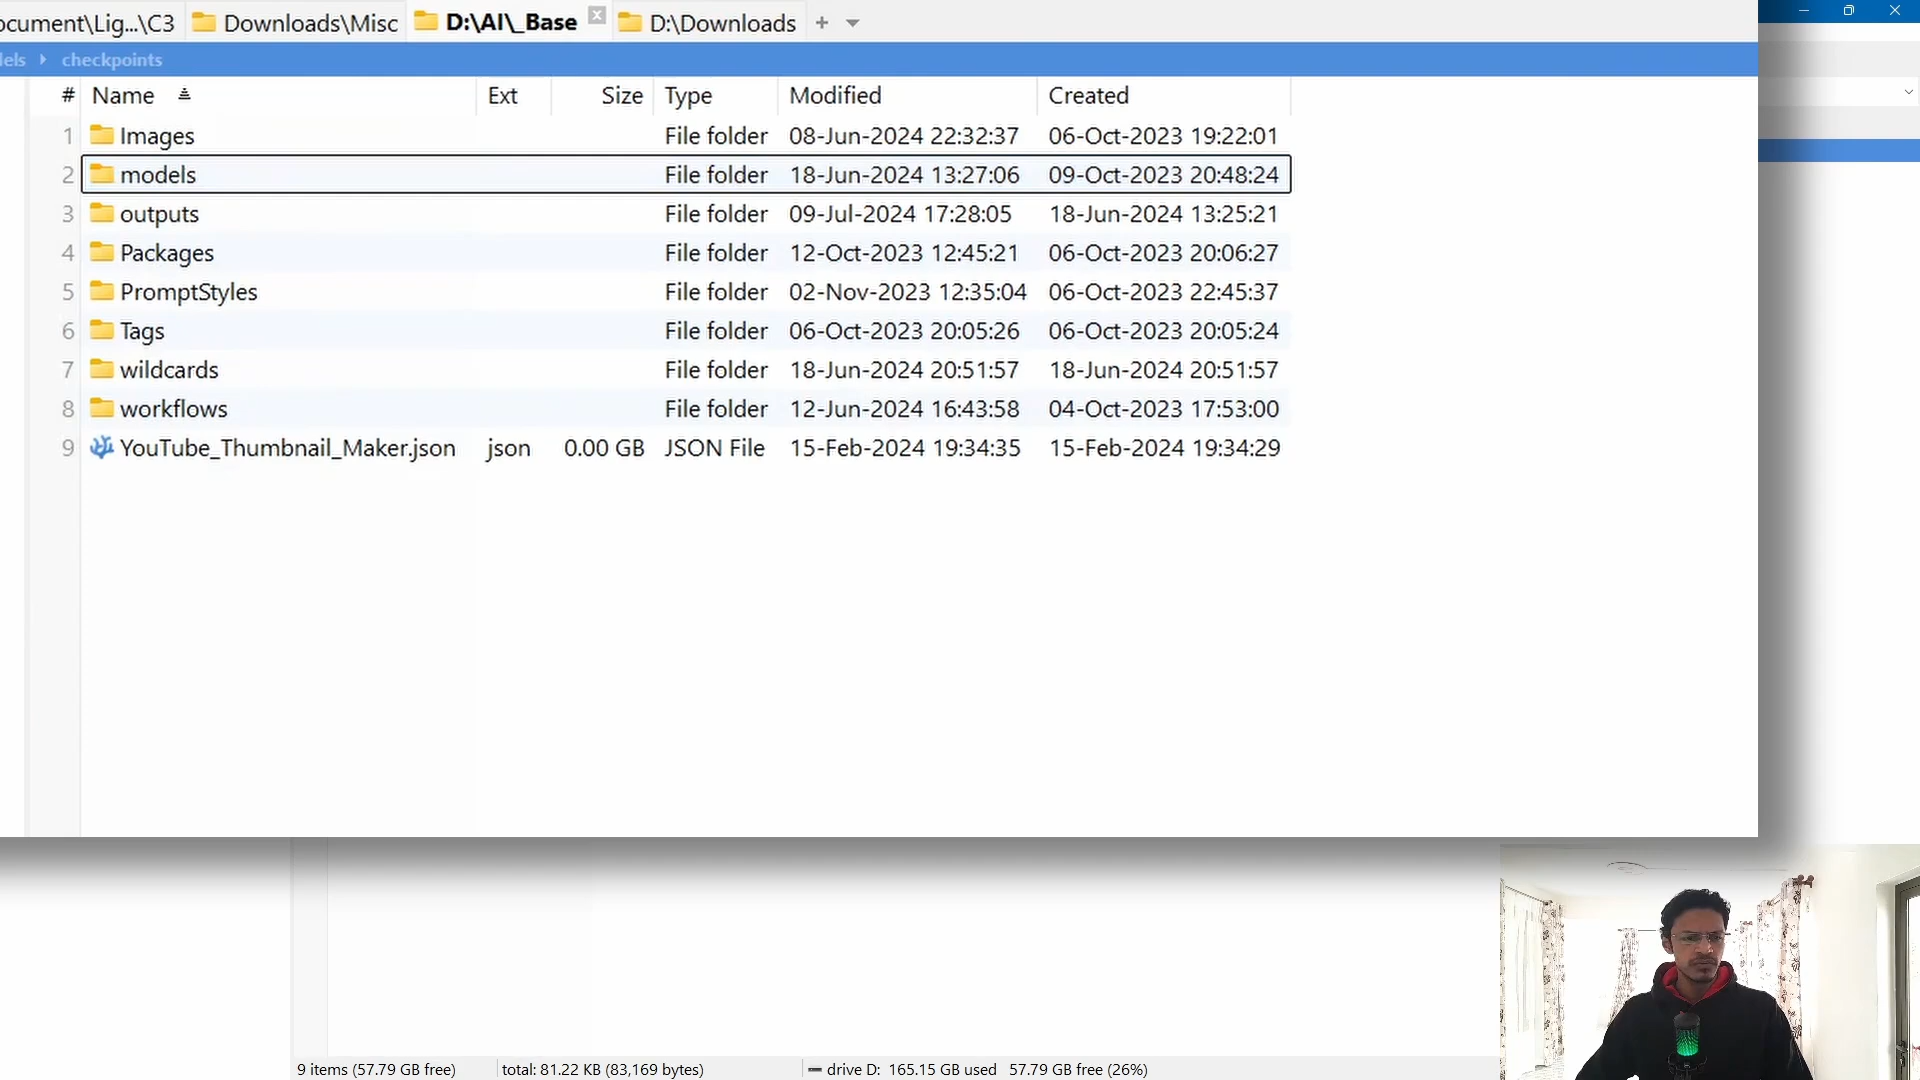 ocument\Lig...\C3 Downloads\Misc D:\AI\_Base D:\Downloads
els checkpoints
# Name Ext Size Type Modified Created
1 Images File folder 08-Jun-2024 22:32:37 06-Oct-2023 19:22:01
2 models File folder 18-Jun-2024 13:27:06 09-Oct-2023 20:48:24
3 outputs File folder 09-Jul-2024 17:28:05 18-Jun-2024 13:25:21
4 Packages File folder 12-Oct-2023 12:45:21 06-Oct-2023 20:06:27
5 PromptStyles File folder 02-Nov-2023 12:35:04 06-Oct-2023 22:45:37
6 Tags File folder 06-Oct-2023 20:05:26 06-Oct-2023 20:05:24
7 wildcards File folder 18-Jun-2024 20:51:57 18-Jun-2024 20:51:57
8 workflows File folder 12-Jun-2024 16:43:58 04-Oct-2023 17:53:00
9 YouTube_Thumbnail_Maker.json json 0.00 GB JSON File 15-Feb-2024 19:34:35 15-Feb-2024 19:34:29
9 items (57.79 GB free) total: 81.22 KB (83,169 bytes) drive D: 165.15 GB used 57.79 GB free (26%)